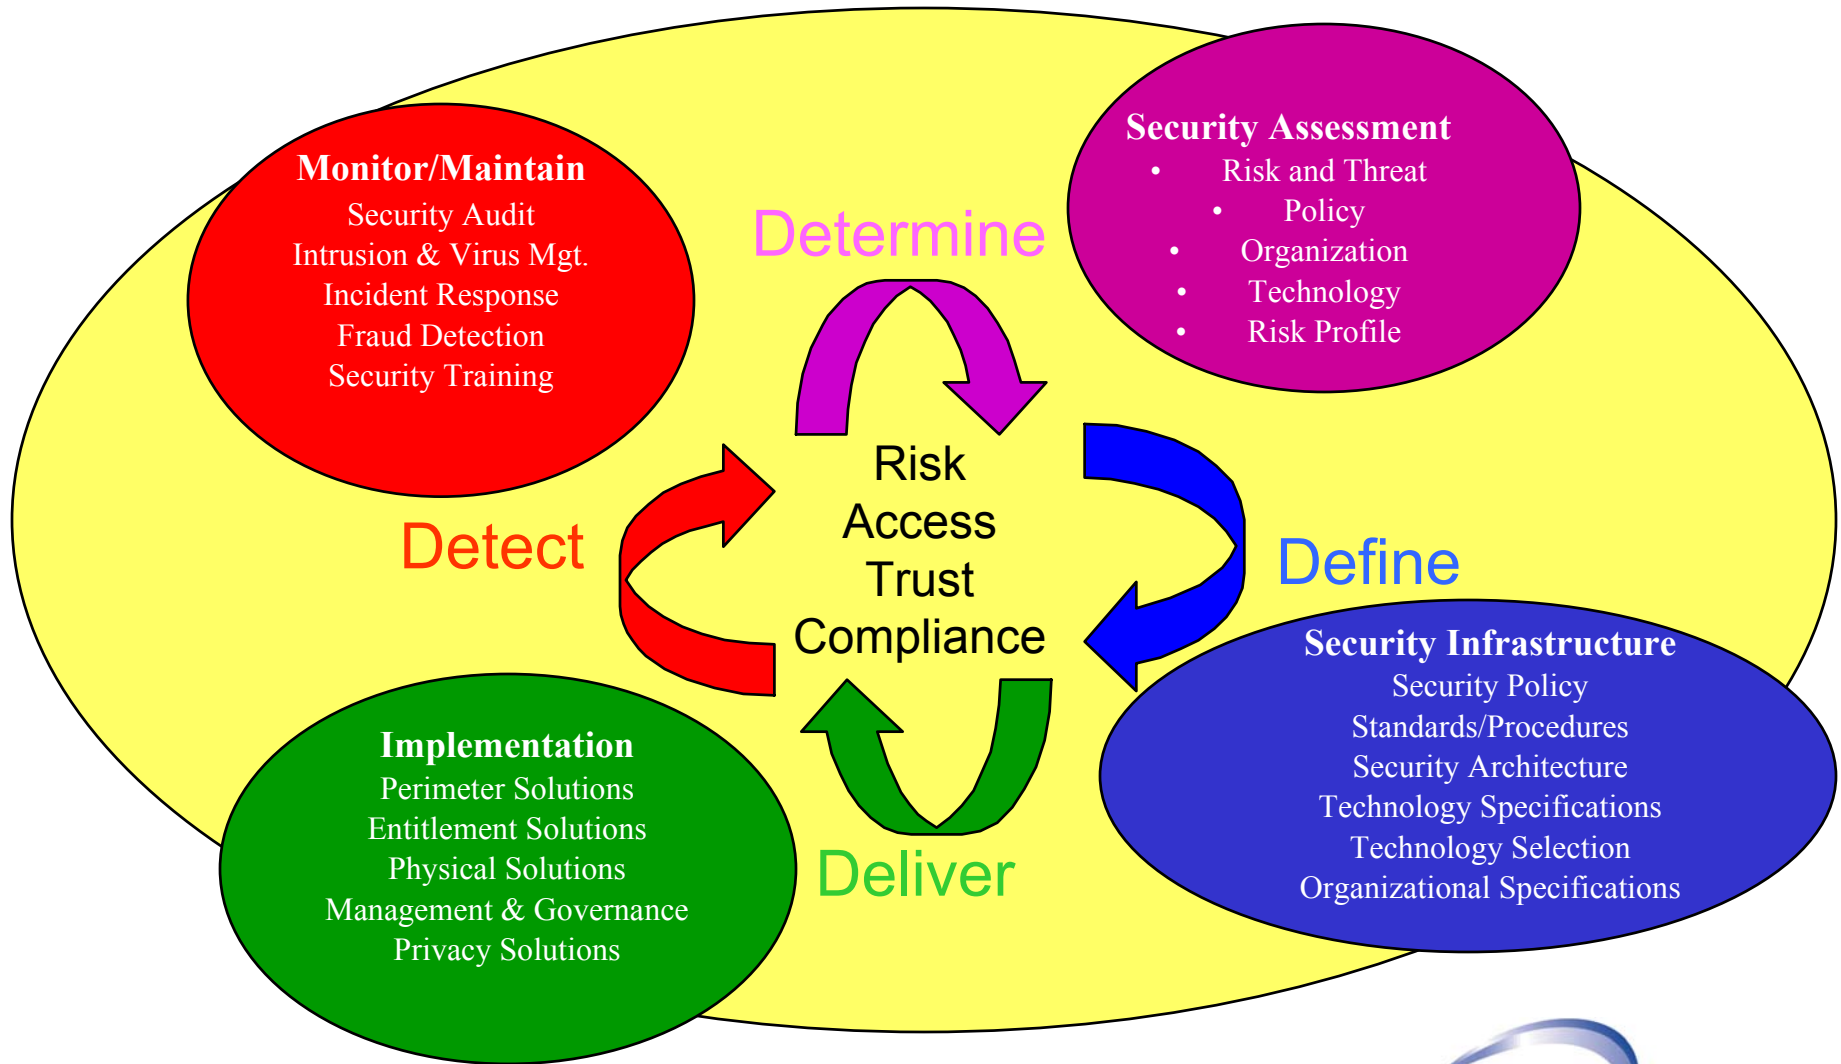 Monitor/Maintain
Security Audit
Intrusion & Virus Mgt.
Incident Response
Fraud Detection
Security Training
Security Assessment
• Risk and Threat
• Policy
• Organization
• Technology
• Risk Profile
Determine
Detect
Risk
Access
Trust
Compliance
Define
Deliver
Implementation
Perimeter Solutions
Entitlement Solutions
Physical Solutions
Management & Governance
Privacy Solutions
Security Infrastructure
Security Policy
Standards/Procedures
Security Architecture
Technology Specifications
Technology Selection
Organizational Specifications